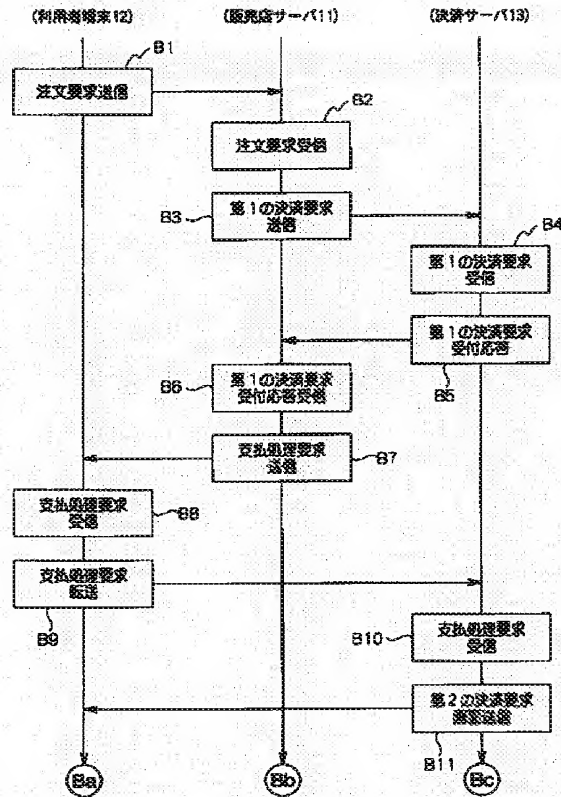 (利用者端末12)
(販売店サーバ11)
(決済サーバ13)
B1
注文要求送信
B2
注文要求受信
B3
第1の決済要求
送信
B4
第1の決済要求
受信
第1の決済要求
受付応答
B5
B6
第1の決済要求
受付応答受信
支払処理要求
送信
B7
支払処理要求
受信
B8
支払処理要求
転送
B9
B10
支払処理要求
受信
第2の決済要求
画面送信
B11
Ba
Bb
Bc